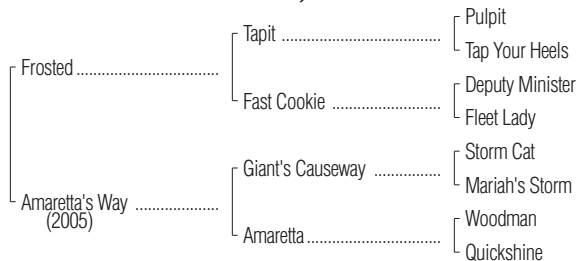 Pulpit
Tapit
Tap Your Heels
Frosted
Deputy Minister
Fast Cookie
Fleet Lady
Storm Cat
Giant's Causeway
Mariah's Storm
Amaretta's Way
(2005)
Woodman
Amaretta
Quickshine